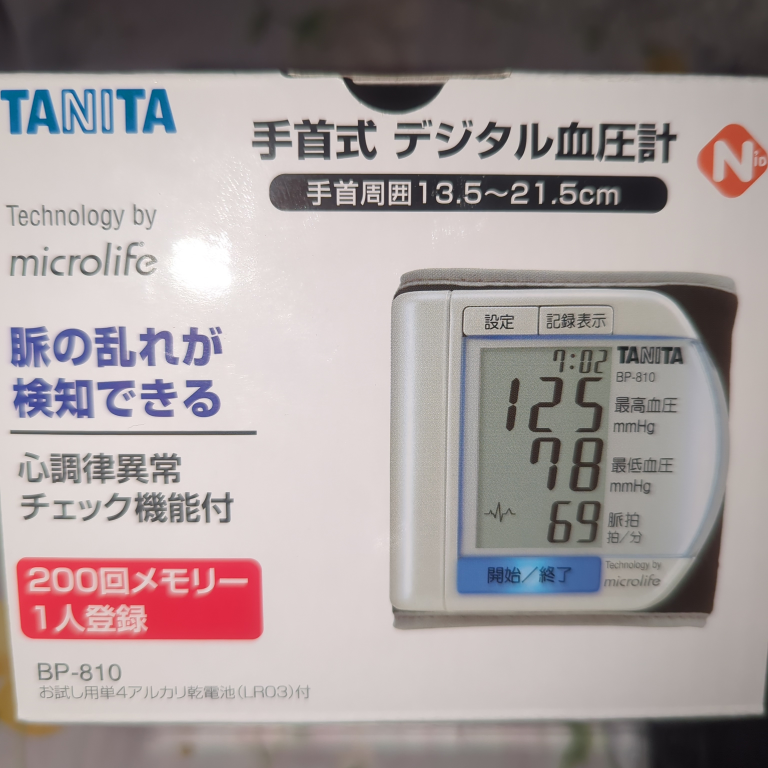 TANITA
手首式 デジタル血圧計
手首周囲13.5～21.5cm
Nio
Technology by
microlife
脈の乱れが
検知できる
心調律異常
チェック機能付
200回メモリー
1人登録
BP-810
お試し用単4アルカリ乾電池(LR03)付
設定 記録表示
7:02 TANITA
BP-810
125 最高血圧
mmHg
78 最低血圧
mmHg
69 脈拍
拍/分
開始/終了
Technology by
microlife